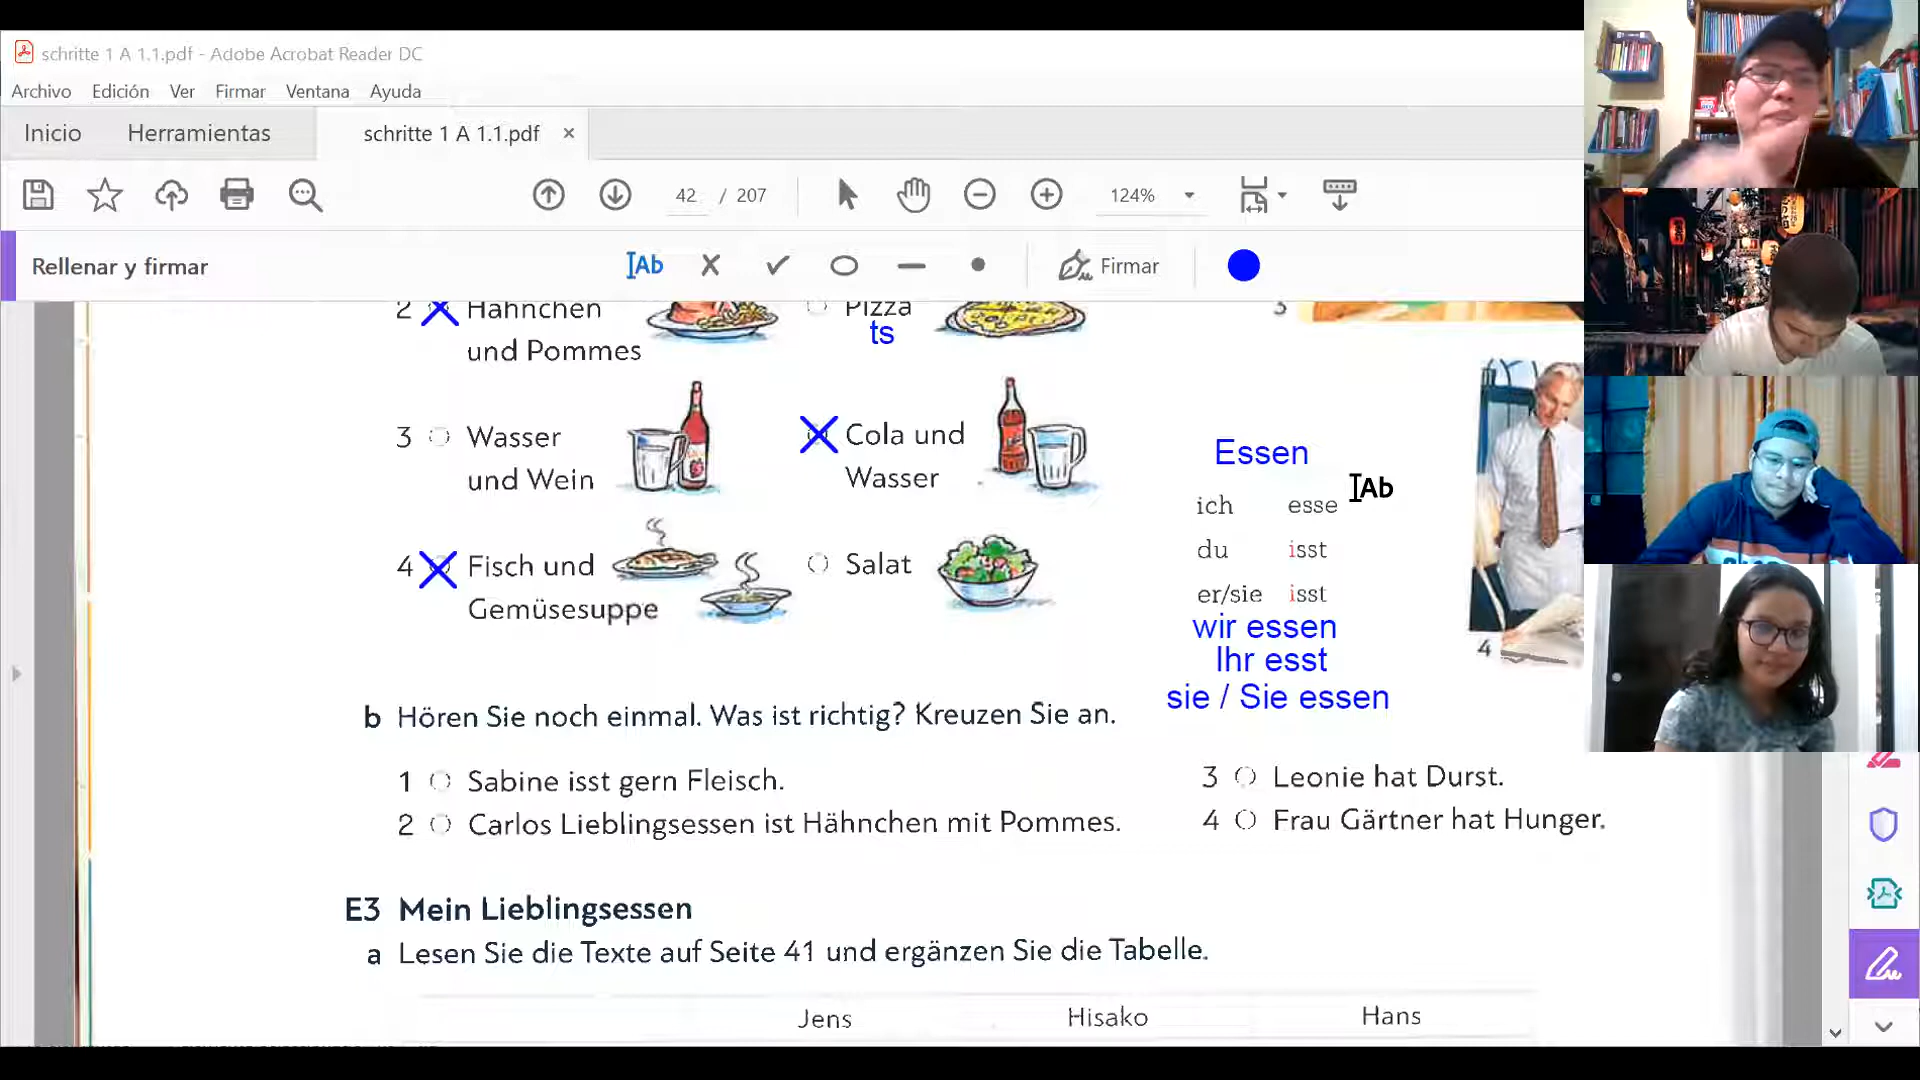 schritte 1 A 1.1.pdf - Adobe Acrobat Reader DC
Archivo Edición Ver Firmar Ventana Ayuda
Inicio Herramientas schritte 1 A 1.1.pdf ×
42 / 207 124%
Rellenar y firmar
Ab Firmar
2 Hähnchen
und Pommes
Pizza
ts
3
3 Wasser
und Wein
Cola und
Wasser
4 Fisch und
Gemüsesuppe
Salat
Essen
Ab
ich esse
du isst
er/sie isst
wir essen
Ihr esst
sie / Sie essen
4
b Hören Sie noch einmal. Was ist richtig? Kreuzen Sie an.
1 Sabine isst gern Fleisch.
2 Carlos Lieblingsessen ist Hähnchen mit Pommes.
3 Leonie hat Durst.
4 Frau Gärtner hat Hunger.
E3 Mein Lieblingsessen
a Lesen Sie die Texte auf Seite 41 und ergänzen Sie die Tabelle.
Jens Hisako Hans